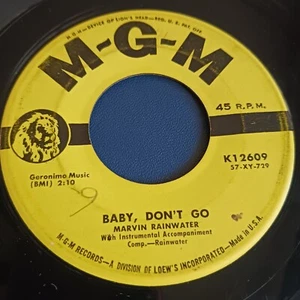 M-G-M
45 R.P.M.
Geronimo Music
(BMI) 2:10
K12609
57-XY-729
9
BABY, DON'T GO
MARVIN RAINWATER
With Instrumental Accompaniment
Comp.—Rainwater
M-G-M RECORDS—A DIVISION OF LOEW'S INCORPORATED—Made in U.S.A.